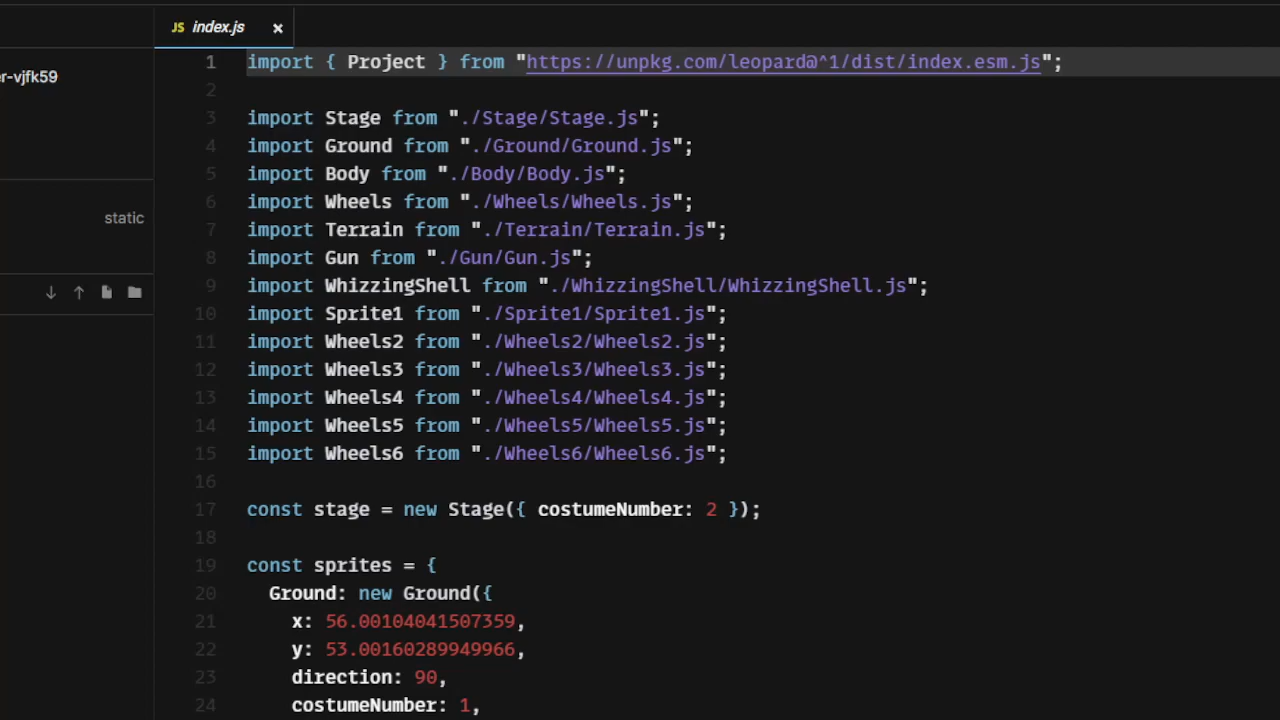 JS index.js ×
er-vjfk59
static
1 import { Project } from "https://unpkg.com/leopard@^1/dist/index.esm.js";
2
3 import Stage from "./Stage/Stage.js";
4 import Ground from "./Ground/Ground.js";
5 import Body from "./Body/Body.js";
6 import Wheels from "./Wheels/Wheels.js";
7 import Terrain from "./Terrain/Terrain.js";
8 import Gun from "./Gun/Gun.js";
9 import WhizzingShell from "./WhizzingShell/WhizzingShell.js";
10 import Sprite1 from "./Sprite1/Sprite1.js";
11 import Wheels2 from "./Wheels2/Wheels2.js";
12 import Wheels3 from "./Wheels3/Wheels3.js";
13 import Wheels4 from "./Wheels4/Wheels4.js";
14 import Wheels5 from "./Wheels5/Wheels5.js";
15 import Wheels6 from "./Wheels6/Wheels6.js";
16
17 const stage = new Stage({ costumeNumber: 2 });
18
19 const sprites = {
20 Ground: new Ground({
21 x: 56.00104041507359,
22 y: 53.00160289949966,
23 direction: 90,
24 costumeNumber: 1,